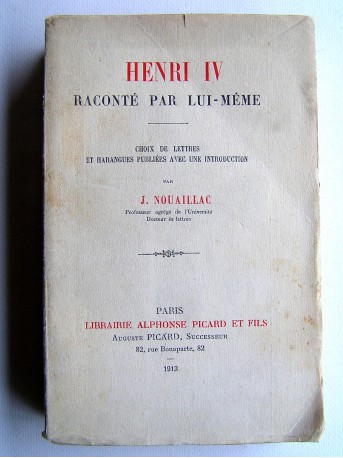 HENRI IV
RACONTÉ PAR LUI-MÊME
CHOIX DE LETTRES
ET HARANGUES PUBLIÉES AVEC UNE INTRODUCTION
PAR
J. NOUAILLAC
Professeur agrégé de l'Université
Docteur ès lettres
PARIS
LIBRAIRIE ALPHONSE PICARD ET FILS
AUGUSTE PICARD, SUCCESSEUR
82, rue Bonaparte, 82
1913